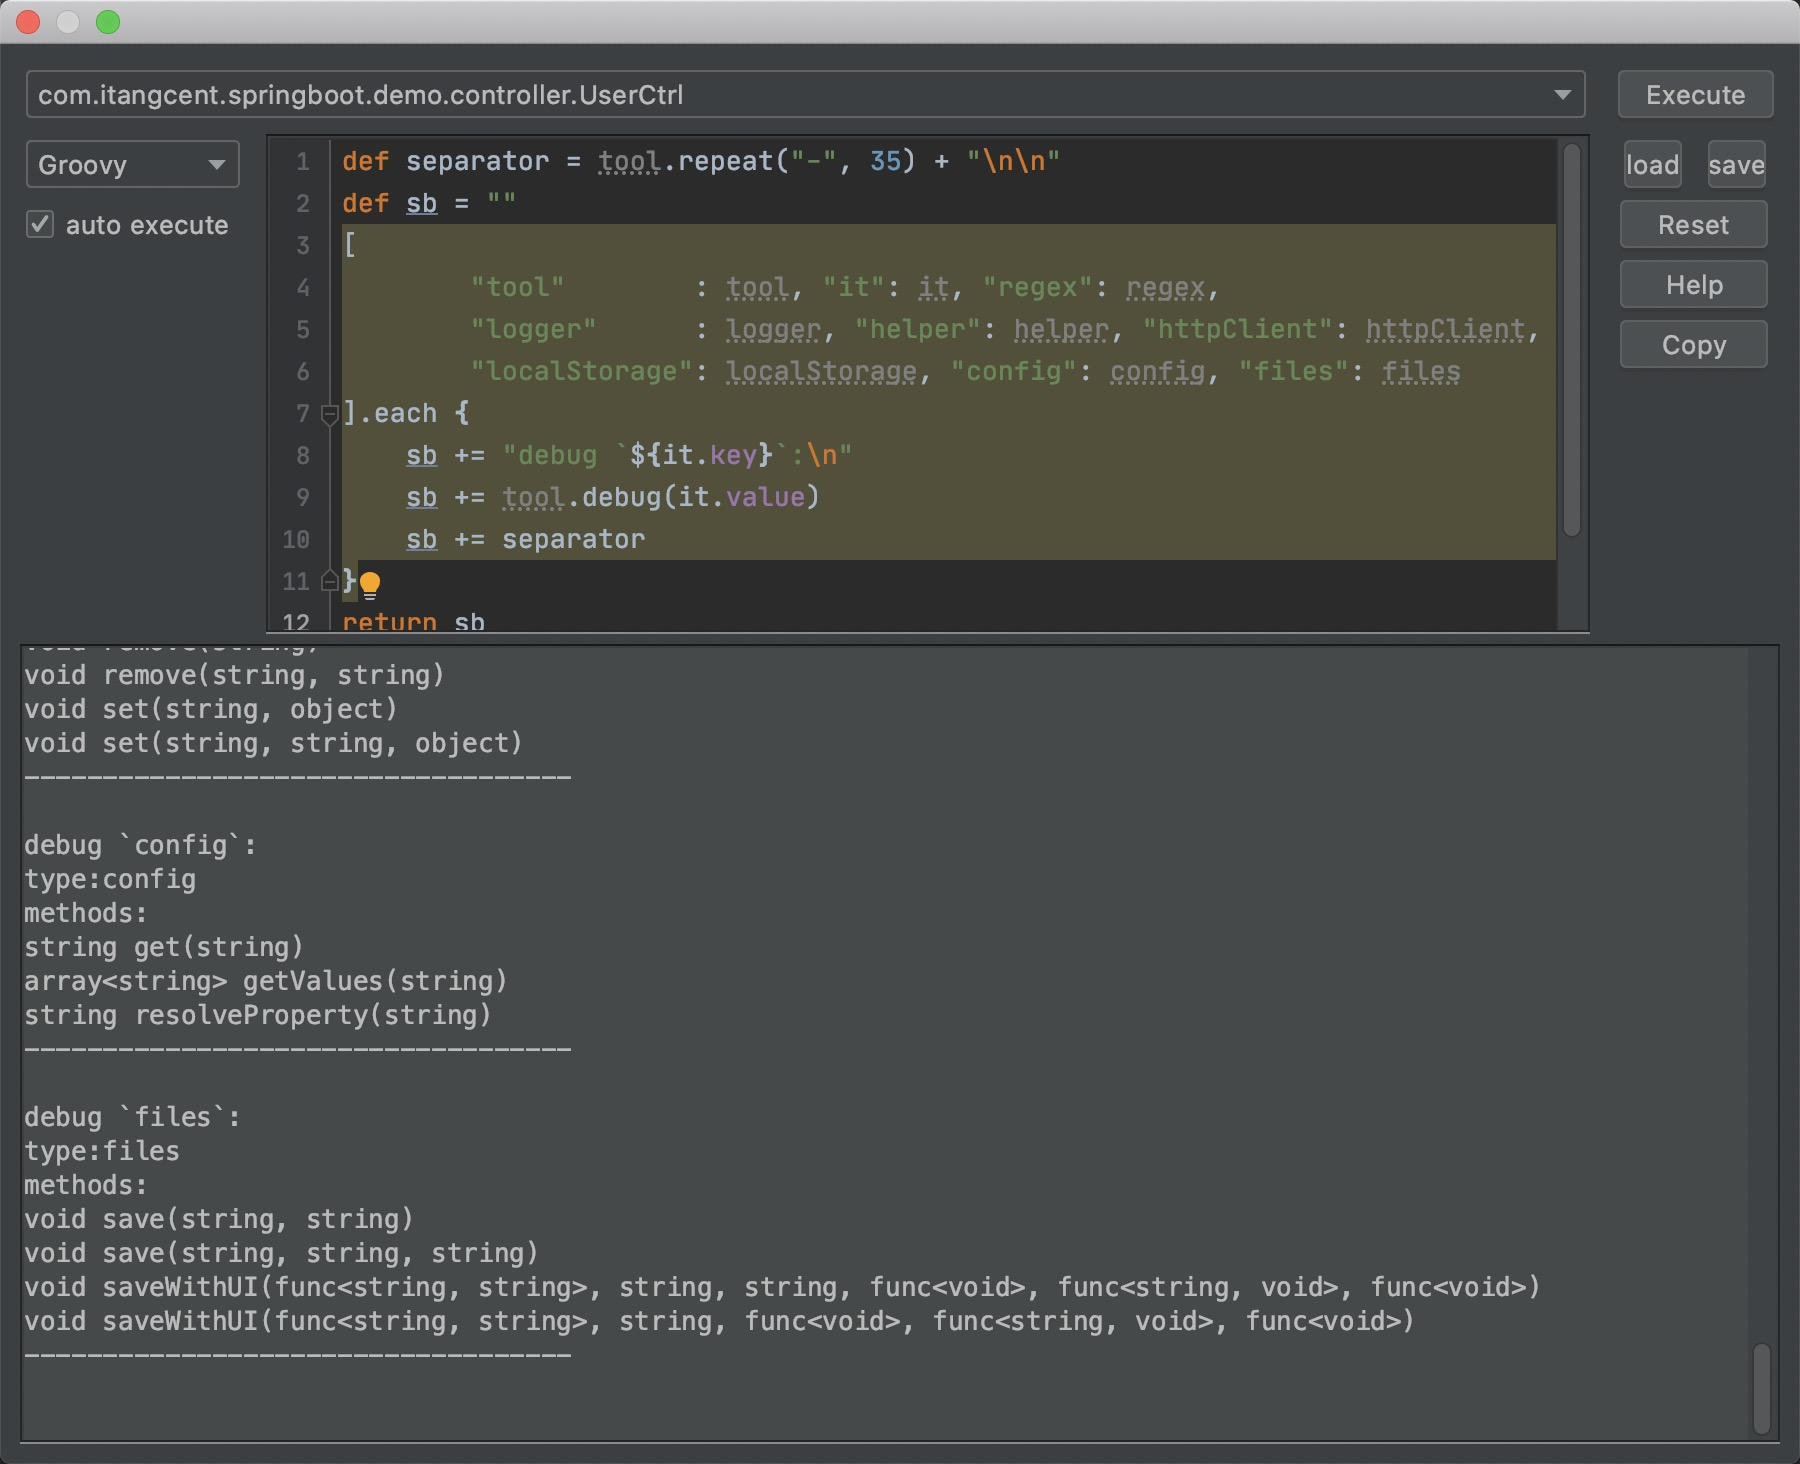 com.itangcent.springboot.demo.controller.UserCtrl
Execute
Groovy
auto execute
load
save
Reset
Help
Copy
1 def separator = tool.repeat("-", 35) + "\n\n"
2 def sb = ""
3 [
4         "tool"        : tool, "it": it, "regex": regex,
5         "logger"      : logger, "helper": helper, "httpClient": httpClient,
6         "localStorage": localStorage, "config": config, "files": files
7 ].each {
8     sb += "debug `${it.key}`:\n"
9     sb += tool.debug(it.value)
10     sb += separator
11 }
12 return sb
void remove(string)
void remove(string, string)
void set(string, object)
void set(string, string, object)
-----------------------------------
debug `config`:
type:config
methods:
string get(string)
array<string> getValues(string)
string resolveProperty(string)
-----------------------------------
debug `files`:
type:files
methods:
void save(string, string)
void save(string, string, string)
void saveWithUI(func<string, string>, string, string, func<void>, func<string, void>, func<void>)
void saveWithUI(func<string, string>, string, func<void>, func<string, void>, func<void>)
-----------------------------------